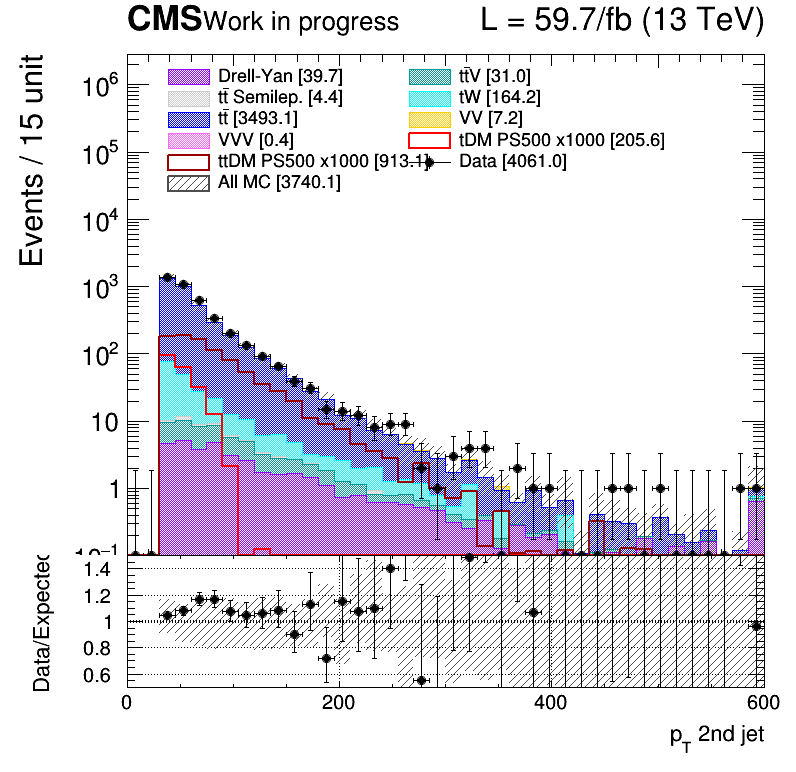 CMS Work in progress L = 59.7/fb (13 TeV)
Events / 15 unit
Drell-Yan [39.7] tt̄V [31.0]
tt̄ Semilep. [4.4] tW [164.2]
tt̄ [3493.1] VV [7.2]
VVV [0.4] tDM PS500 x1000 [205.6]
ttDM PS500 x1000 [913.1] Data [4061.0]
All MC [3740.1]
10⁶
10⁵
10⁴
10³
10²
10
1
10⁻¹
Data/Expected
1.4
1.2
1
0.8
0.6
0 200 400 600
p_T 2nd jet